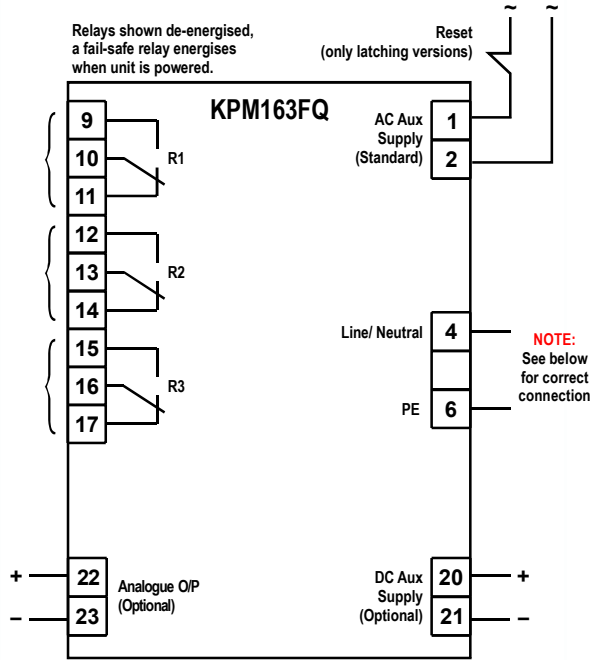 Relays shown de-energised,
a fail-safe relay energises
when unit is powered.
Reset
(only latching versions)
~
~
KPM163FQ
9
10
11
R1
12
13
14
R2
15
16
17
R3
AC Aux
Supply
(Standard)
1
2
Line/ Neutral
4
PE
6
NOTE:
See below
for correct
connection
+
22
−
23
Analogue O/P
(Optional)
DC Aux
Supply
(Optional)
20
+
21
−